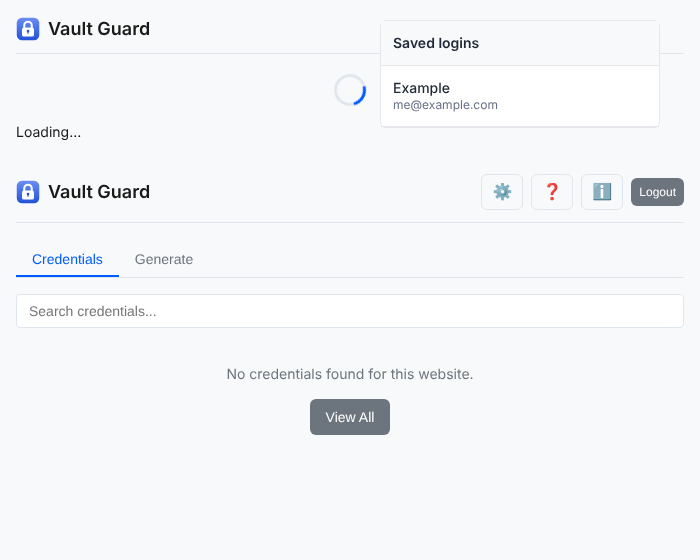 Vault Guard
Saved logins
Example
me@example.com
Loading...
Vault Guard
Logout
Credentials Generate
Search credentials...
No credentials found for this website.
View All